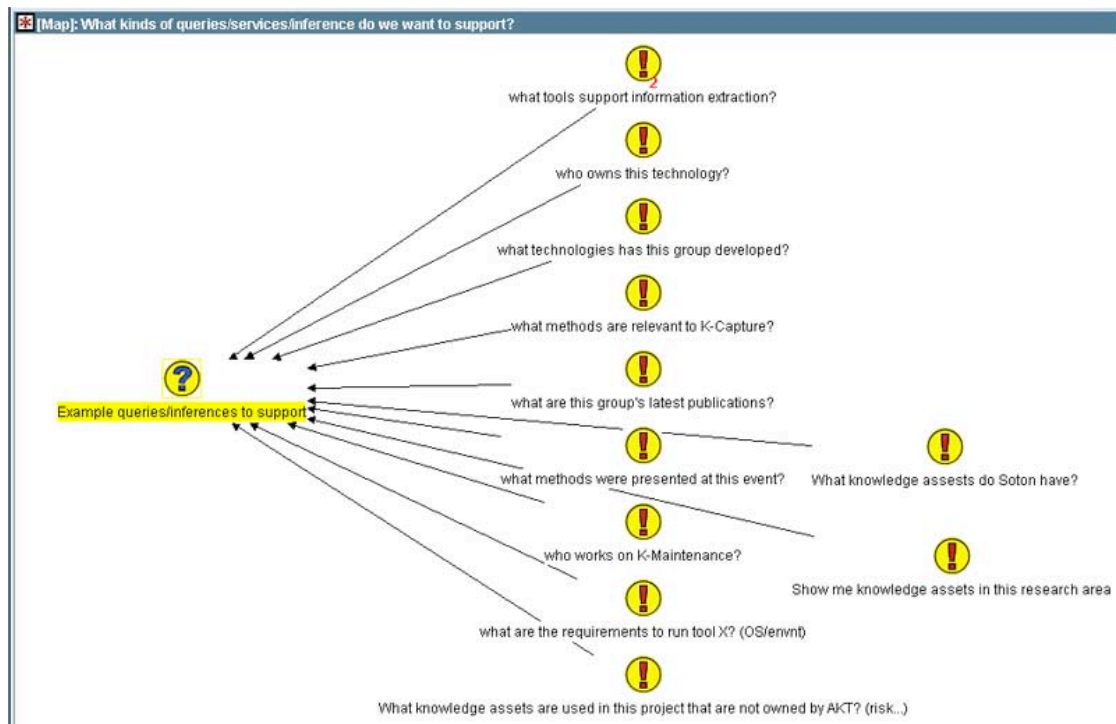 [Map]: What kinds of queries/services/inference do we want to support?
2
what tools support information extraction?
who owns this technology?
what technologies has this group developed?
what methods are relevant to K-Capture?
what are this group's latest publications?
Example queries/inferences to support
what methods were presented at this event?
What knowledge assests do Soton have?
who works on K-Maintenance?
Show me knowledge assets in this research area
what are the requirements to run tool X? (OS/envnt)
What knowledge assets are used in this project that are not owned by AKT? (risk...)